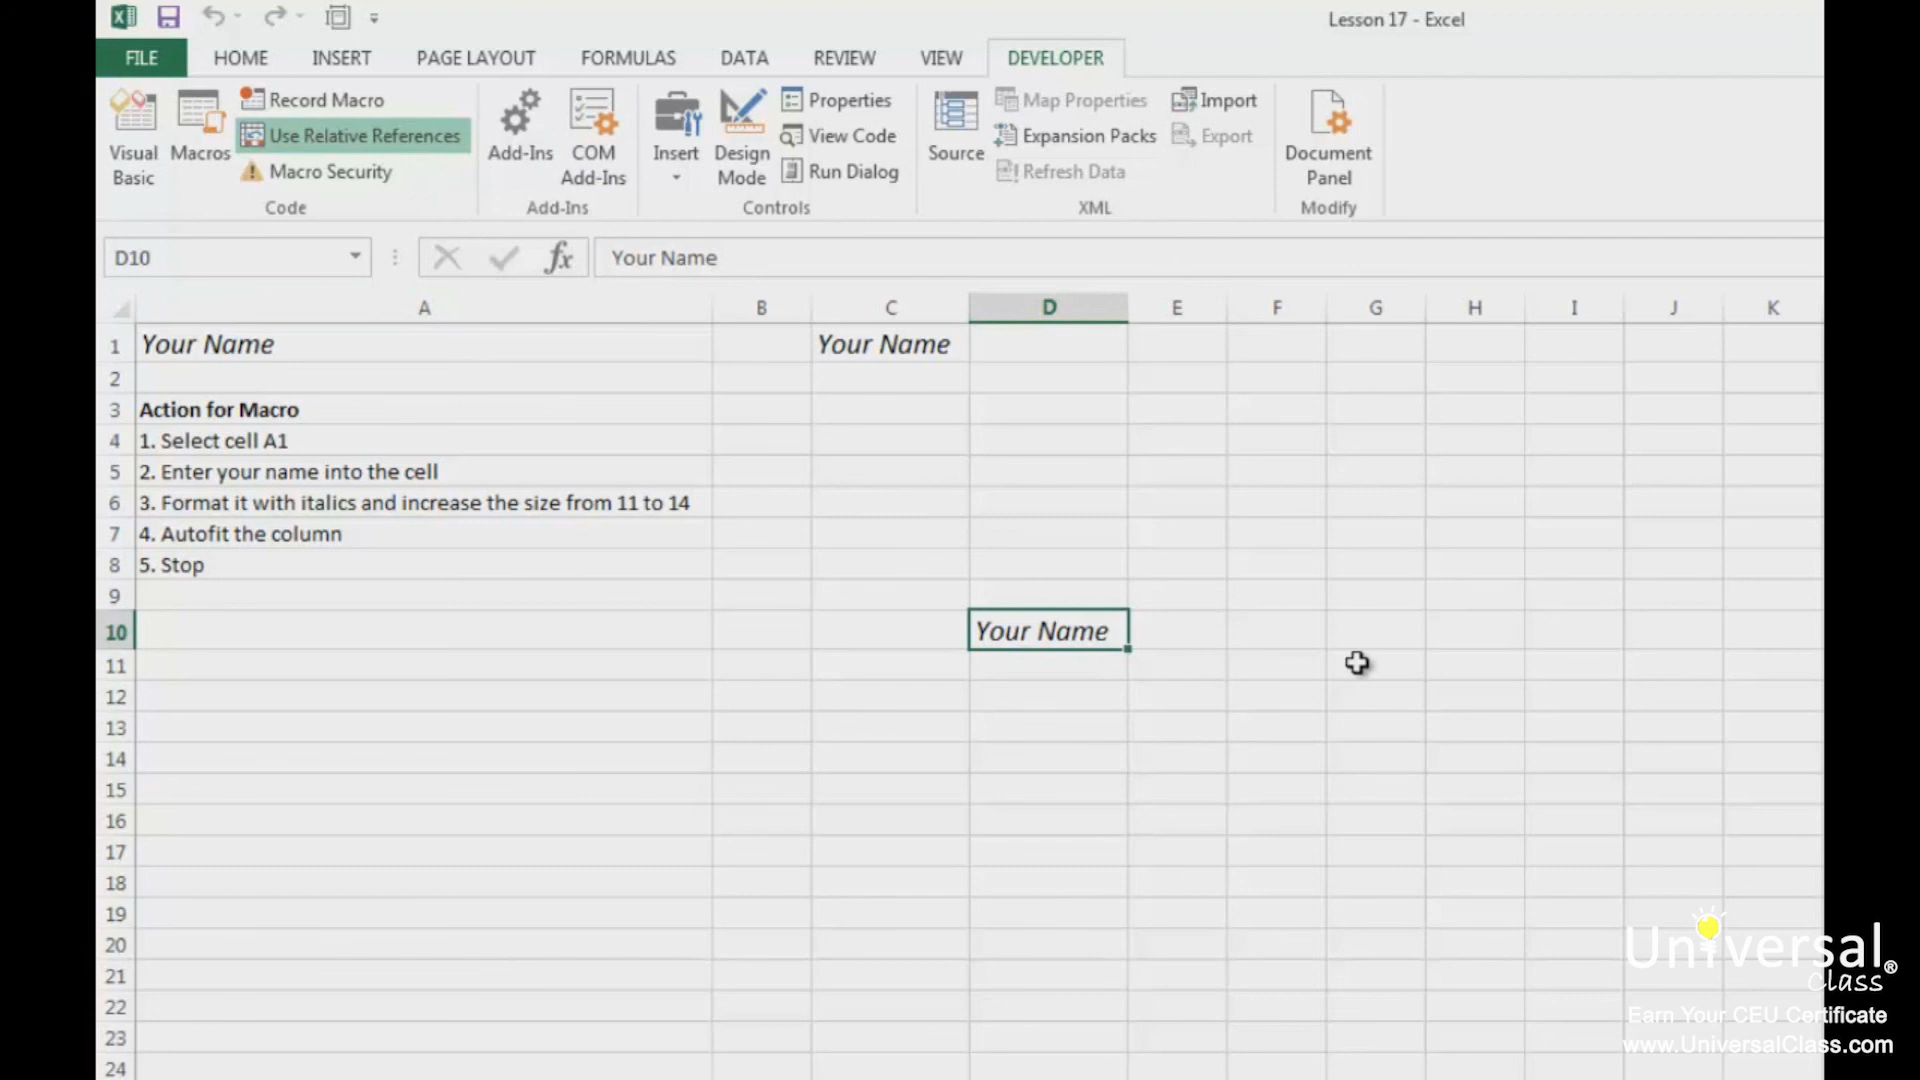 Lesson 17 - Excel
FILE HOME INSERT PAGE LAYOUT FORMULAS DATA REVIEW VIEW DEVELOPER
Visual Basic
Macros
Record Macro
Use Relative References
Macro Security
Code
Add-Ins
COM Add-Ins
Add-Ins
Insert
Design Mode
Properties
View Code
Run Dialog
Controls
Source
Map Properties
Expansion Packs
Refresh Data
Import
Export
XML
Document Panel
Modify
D10 fx Your Name
A B C D E F G H I J K
1 Your Name Your Name
2
3 Action for Macro
4 1. Select cell A1
5 2. Enter your name into the cell
6 3. Format it with italics and increase the size from 11 to 14
7 4. Autofit the column
8 5. Stop
9
10 Your Name
11
12
13
14
15
16
17
18
19
20
21
22
23
24
Universal
Class®
Earn Your CEU Certificate
www.UniversalClass.com